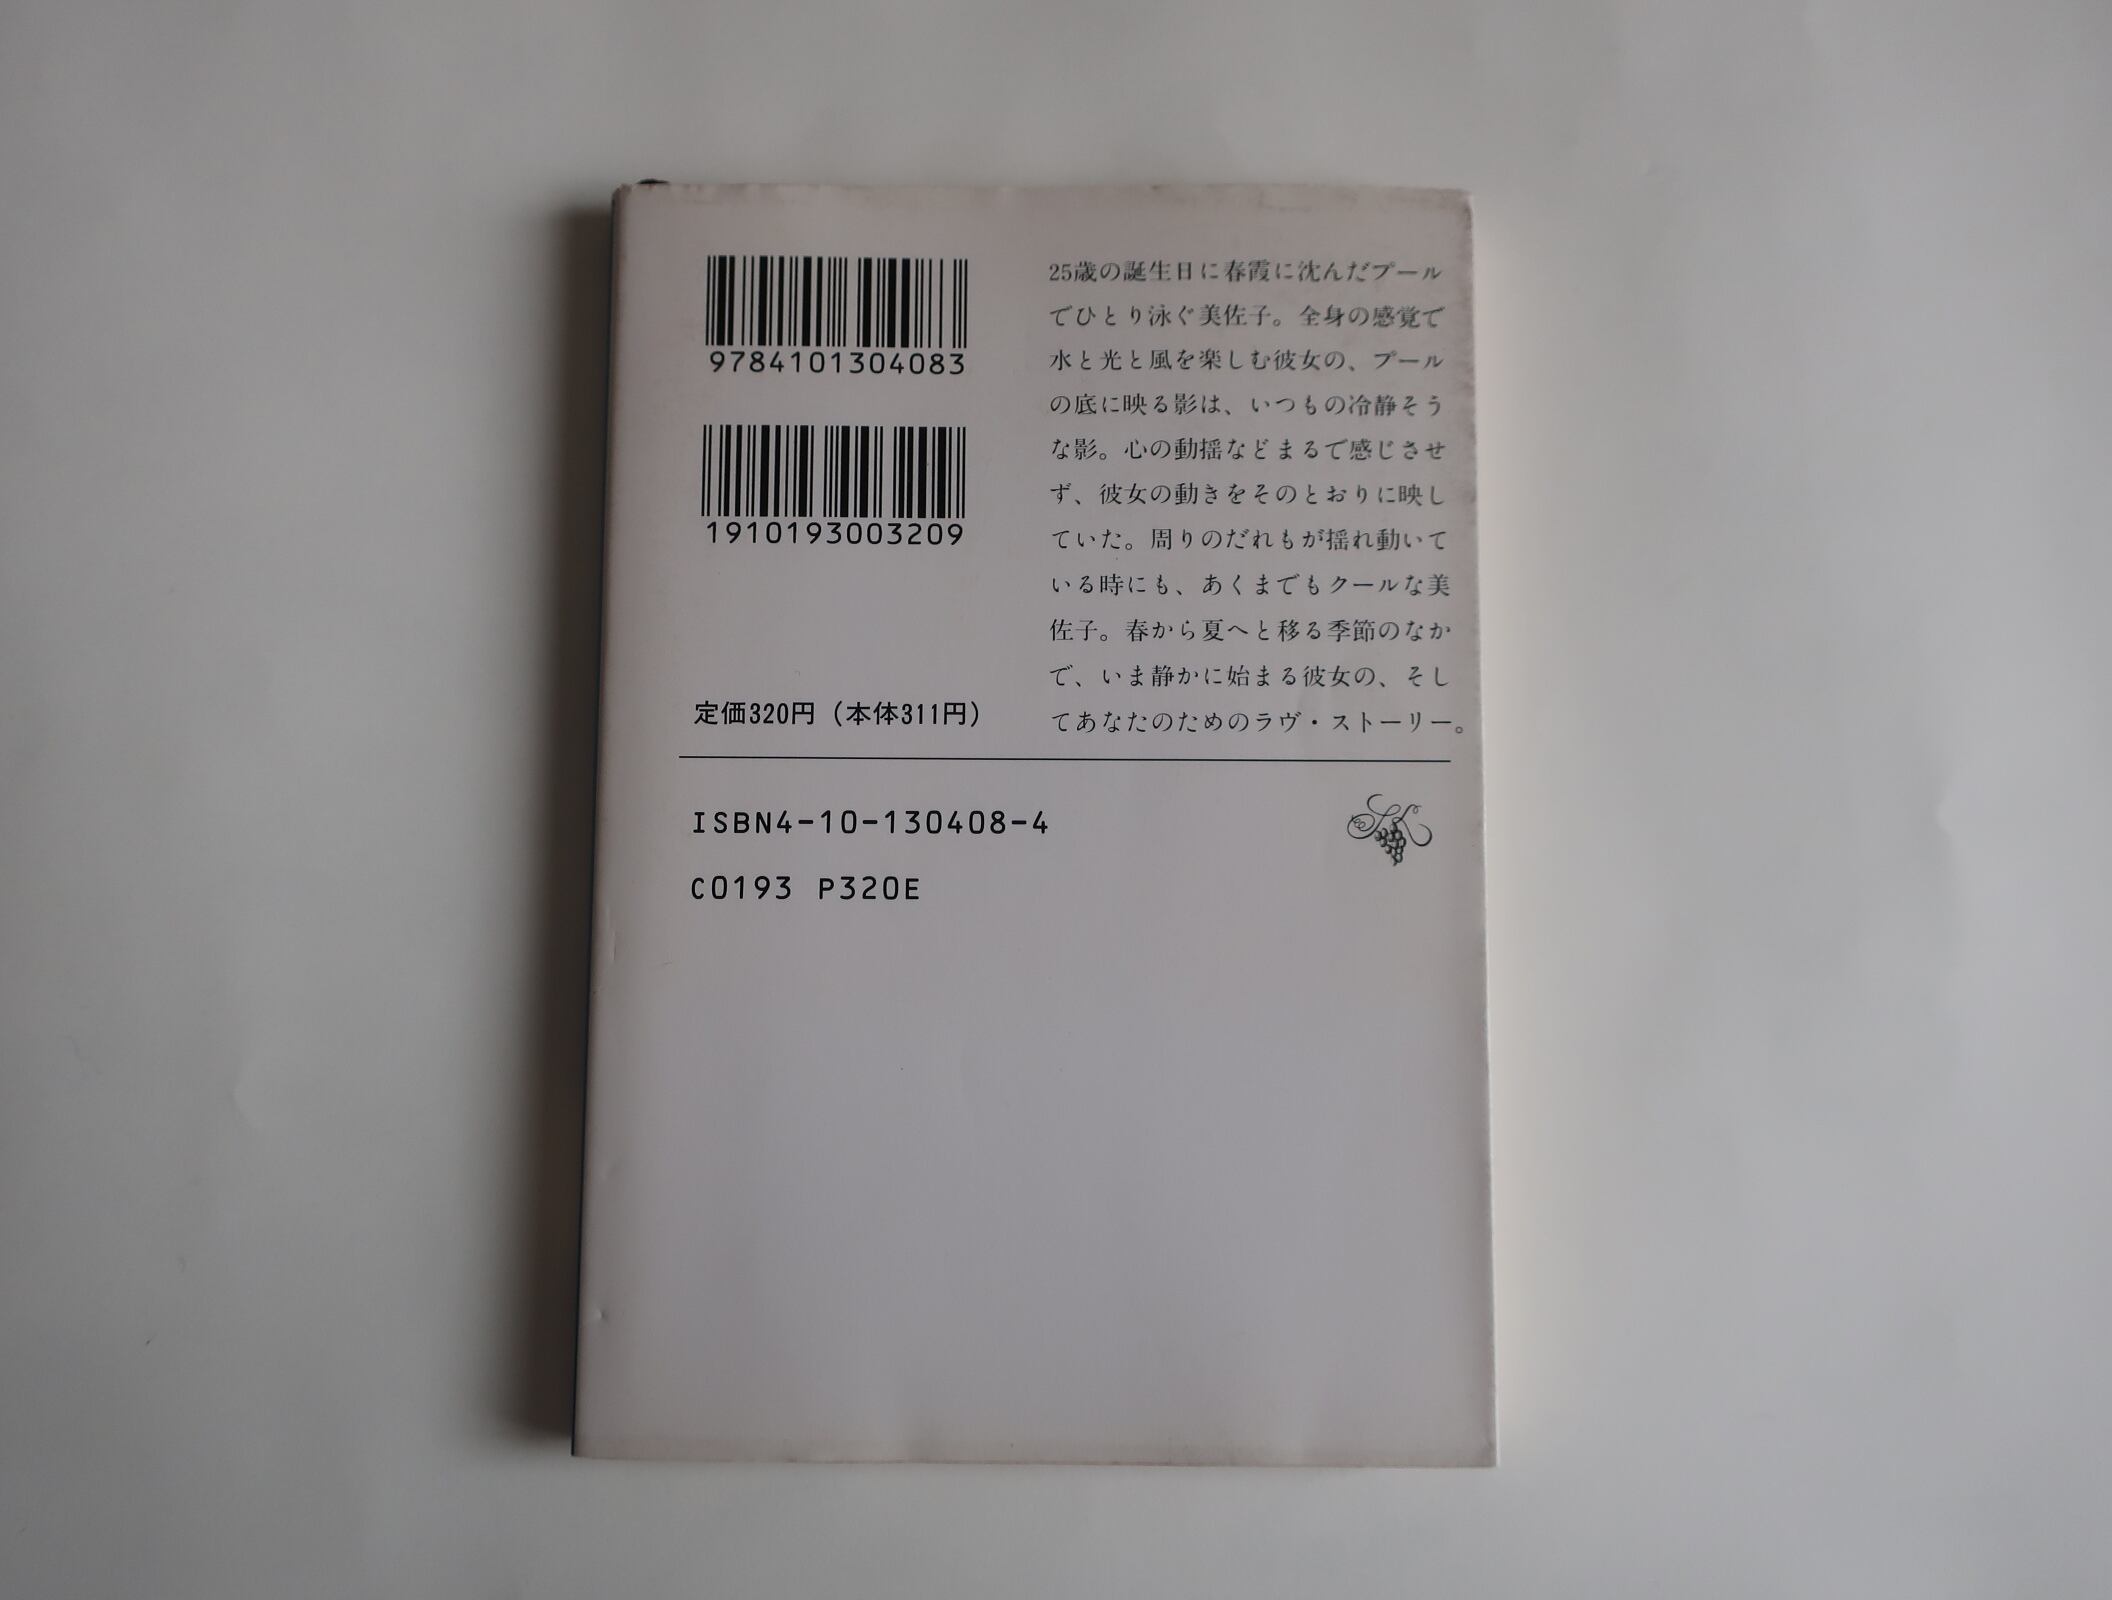 9784101304083
1910193003209
定価320円（本体311円）
25歳の誕生日に春霞に沈んだプール
でひとり泳ぐ美佐子。全身の感覚で
水と光と風を楽しむ彼女の、プール
の底に映る影は、いつもの冷静そう
な影。心の動揺などまるで感じさせ
ず、彼女の動きをそのとおりに映し
ていた。周りのだれもが揺れ動いて
いる時にも、あくまでもクールな美
佐子。春から夏へと移る季節のなか
で、いま静かに始まる彼女の、そし
てあなたのためのラヴ・ストーリー。
ISBN4-10-130408-4
C0193 P320E